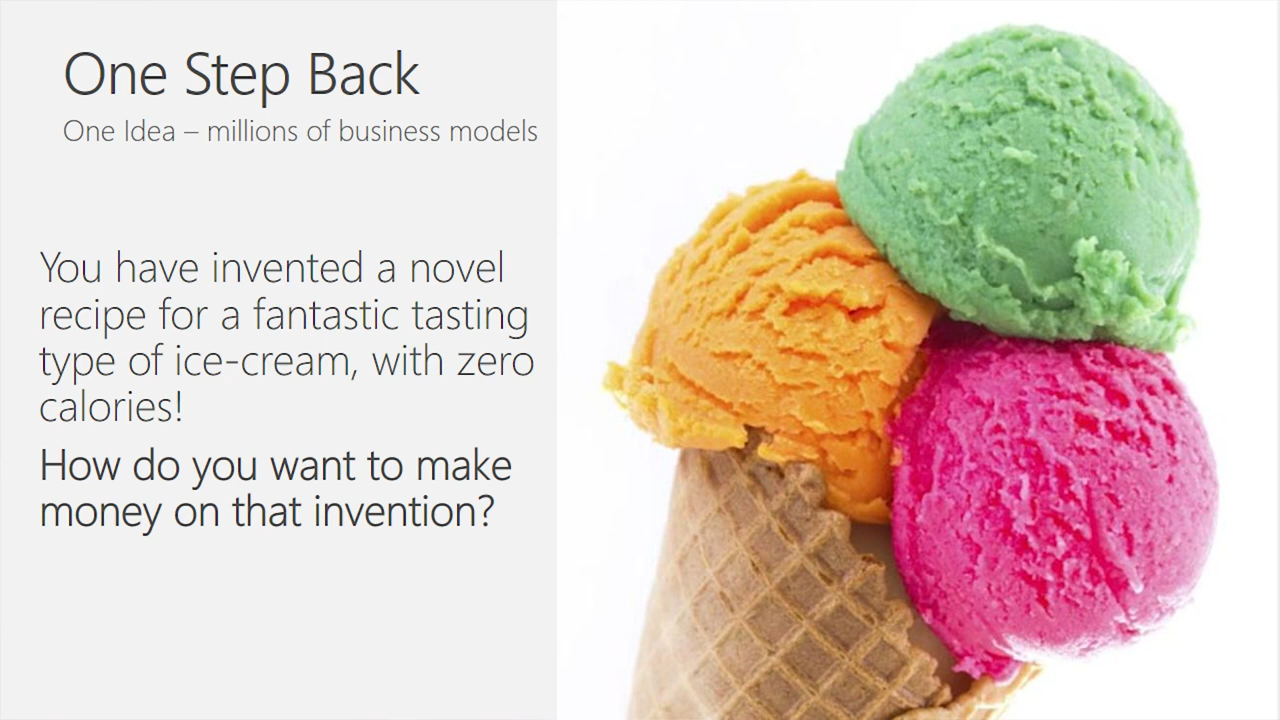 One Step Back
One Idea – millions of business models
You have invented a novel
recipe for a fantastic tasting
type of ice-cream, with zero
calories!
How do you want to make
money on that invention?